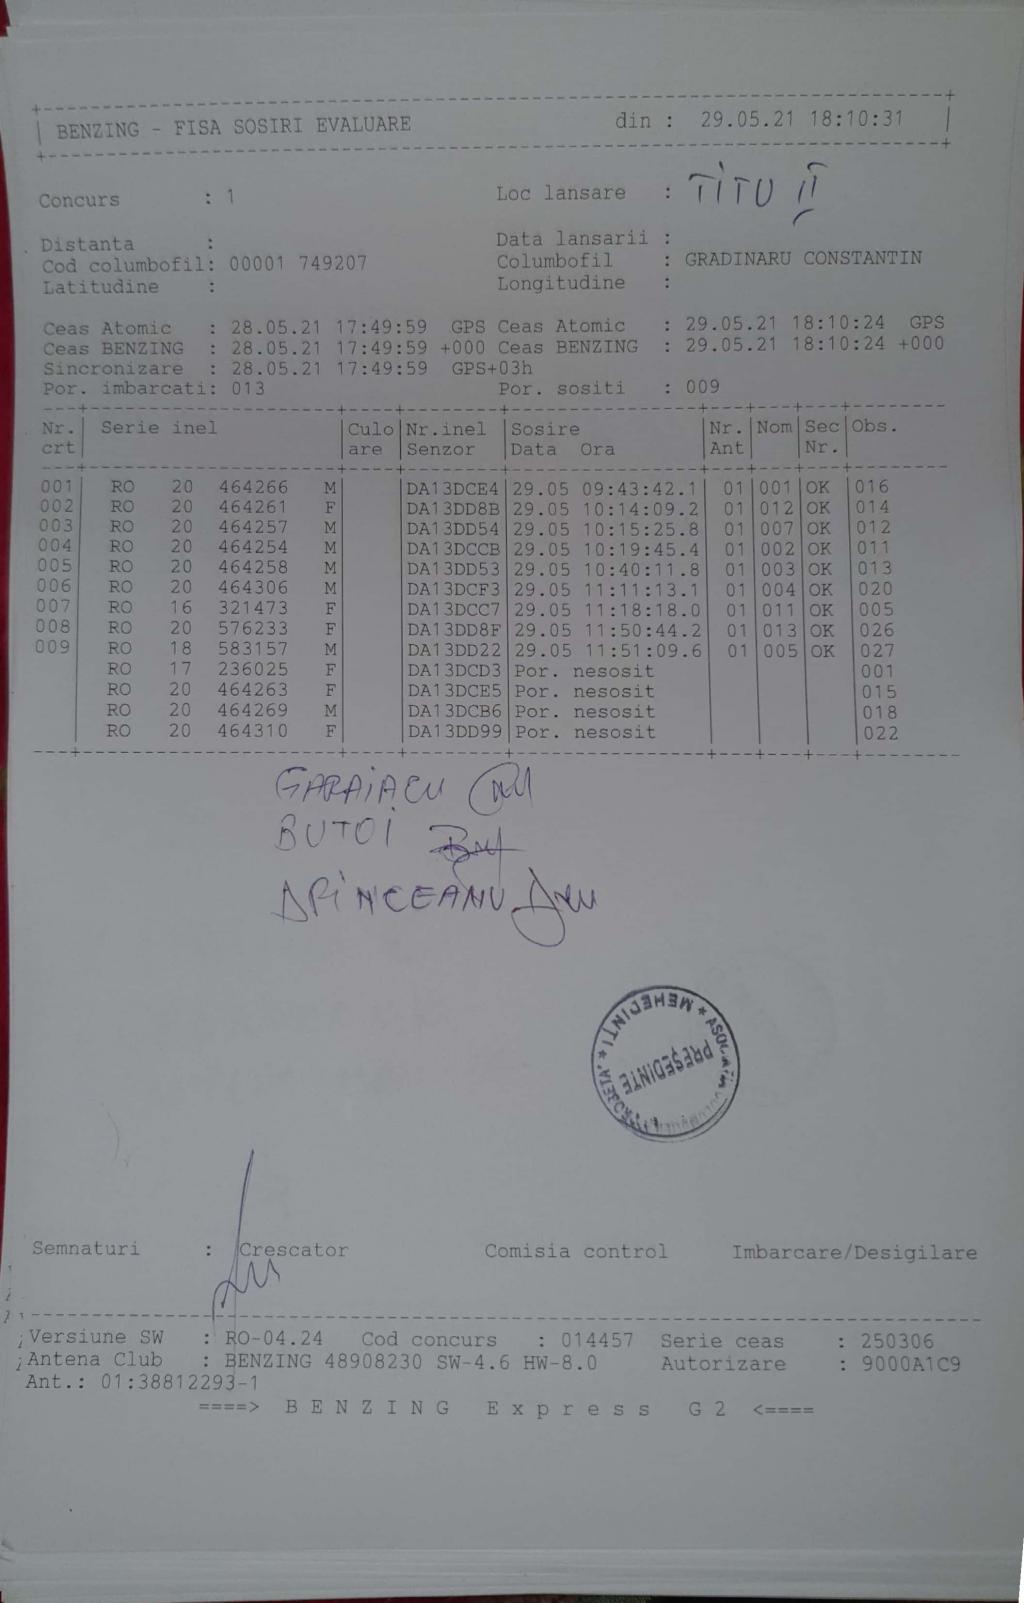 BENZING - FISA SOSIRI EVALUARE din : 29.05.21 18:10:31
Concurs : 1 Loc lansare : TITU II
Distanta : Data lansarii :
Cod columbofil: 00001 749207 Columbofil : GRADINARU CONSTANTIN
Latitudine : Longitudine :
Ceas Atomic : 28.05.21 17:49:59 GPS Ceas Atomic : 29.05.21 18:10:24 GPS
Ceas BENZING : 28.05.21 17:49:59 +000 Ceas BENZING : 29.05.21 18:10:24 +000
Sincronizare : 28.05.21 17:49:59 GPS+03h
Por. imbarcati: 013 Por. sositi : 009
Nr. Serie inel Culo Nr.inel Sosire Nr. Nom Sec Obs.
crt are Senzor Data Ora Ant Nr.
001 RO 20 464266 M DA13DCE4 29.05 09:43:42.1 01 001 OK 016
002 RO 20 464261 F DA13DD8B 29.05 10:14:09.2 01 012 OK 014
003 RO 20 464257 M DA13DD54 29.05 10:15:25.8 01 007 OK 012
004 RO 20 464254 M DA13DCCB 29.05 10:19:45.4 01 002 OK 011
005 RO 20 464258 M DA13DD53 29.05 10:40:11.8 01 003 OK 013
006 RO 20 464306 M DA13DCF3 29.05 11:11:13.1 01 004 OK 020
007 RO 16 321473 F DA13DCC7 29.05 11:18:18.0 01 011 OK 005
008 RO 20 576233 F DA13DD8F 29.05 11:50:44.2 01 013 OK 026
009 RO 18 583157 M DA13DD22 29.05 11:51:09.6 01 005 OK 027
RO 17 236025 F DA13DCD3 Por. nesosit 001
RO 20 464263 F DA13DCE5 Por. nesosit 015
RO 20 464269 M DA13DCB6 Por. nesosit 018
RO 20 464310 F DA13DD99 Por. nesosit 022
GARAIACU
BUTOI
DRINCEANU
MEHEDINTI
PREȘEDINTE
Semnaturi : Crescator Comisia control Imbarcare/Desigilare
Versiune SW : RO-04.24 Cod concurs : 014457 Serie ceas : 250306
Antena Club : BENZING 48908230 SW-4.6 HW-8.0 Autorizare : 9000A1C9
Ant.: 01:38812293-1
====> BENZING Express G2 <====